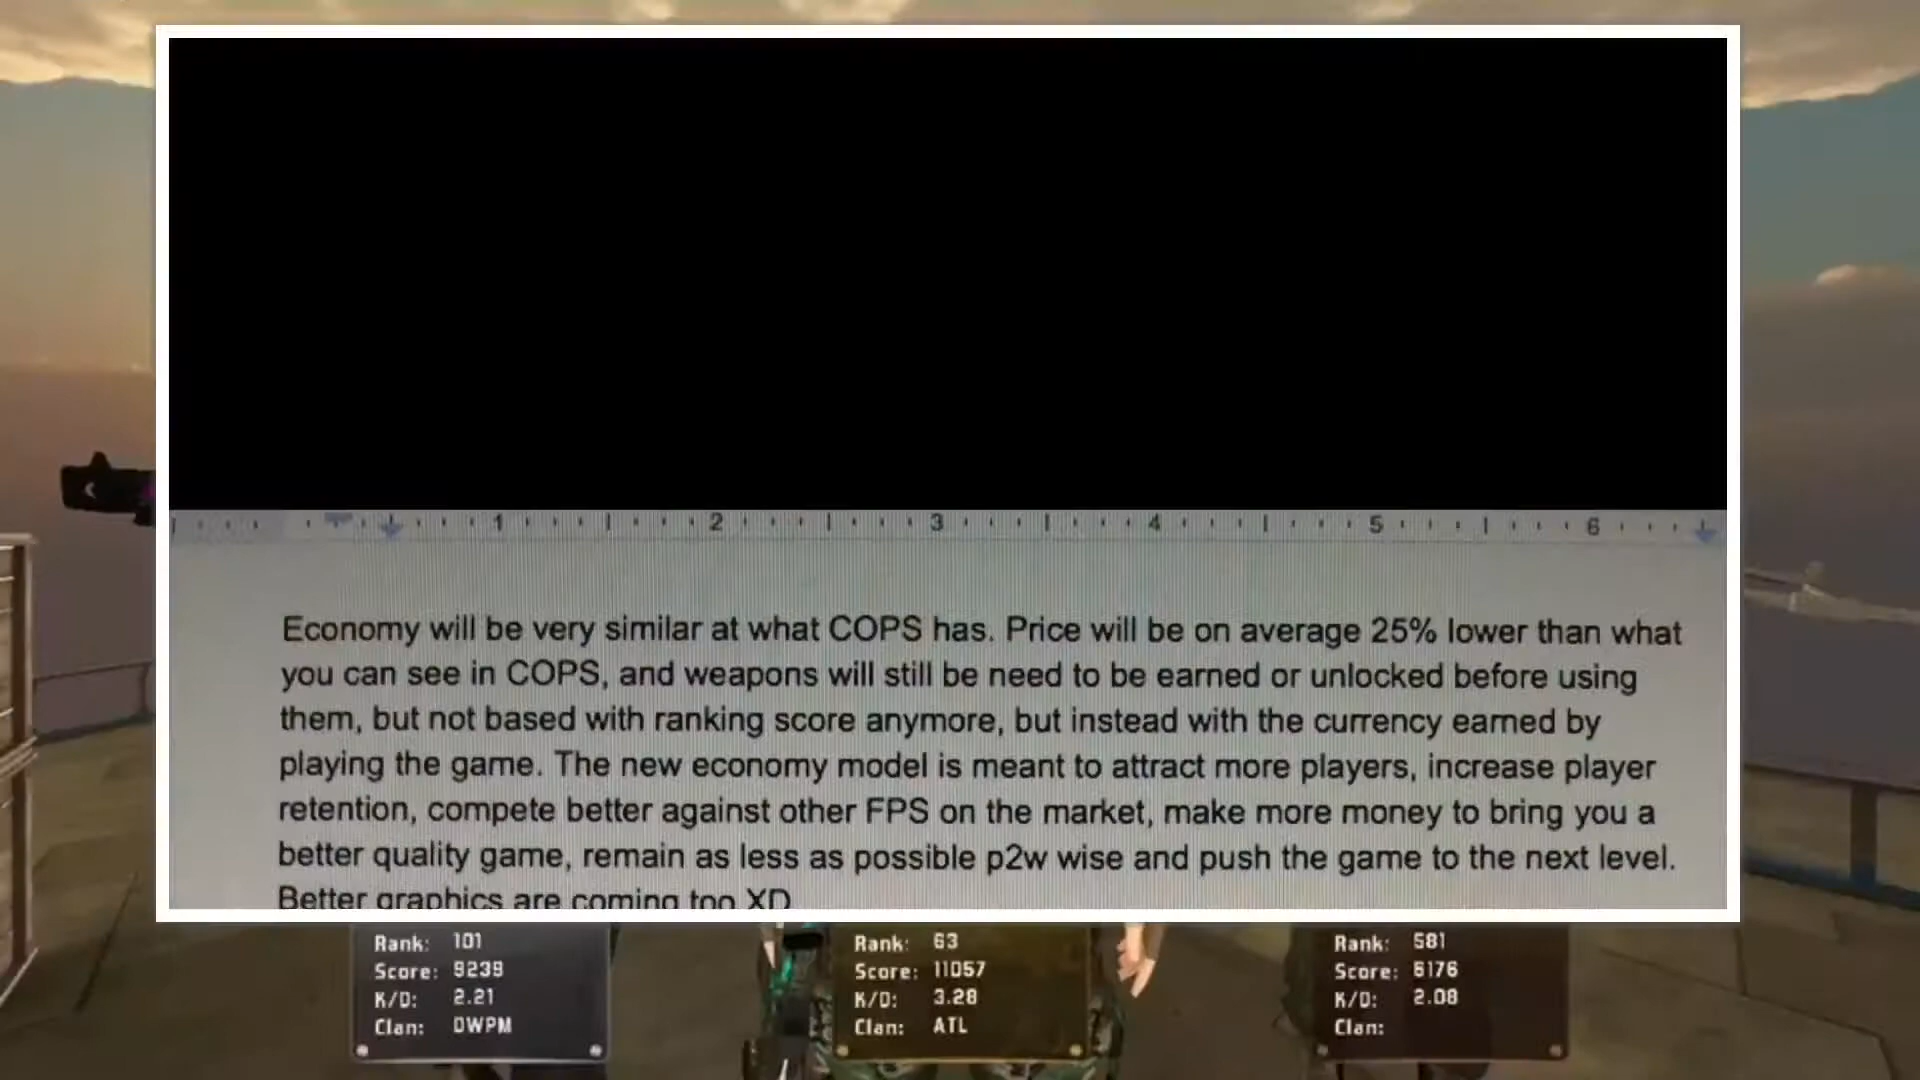 1 2 3 4 5 6
Economy will be very similar at what COPS has. Price will be on average 25% lower than what
you can see in COPS, and weapons will still be need to be earned or unlocked before using
them, but not based with ranking score anymore, but instead with the currency earned by
playing the game. The new economy model is meant to attract more players, increase player
retention, compete better against other FPS on the market, make more money to bring you a
better quality game, remain as less as possible p2w wise and push the game to the next level.
Better graphics are coming too XD
Rank: 101
Score: 9239
K/D: 2.21
Clan: DWPM
Rank: 63
Score: 11057
K/D: 3.28
Clan: ATL
Rank: 581
Score: 6176
K/D: 2.08
Clan: